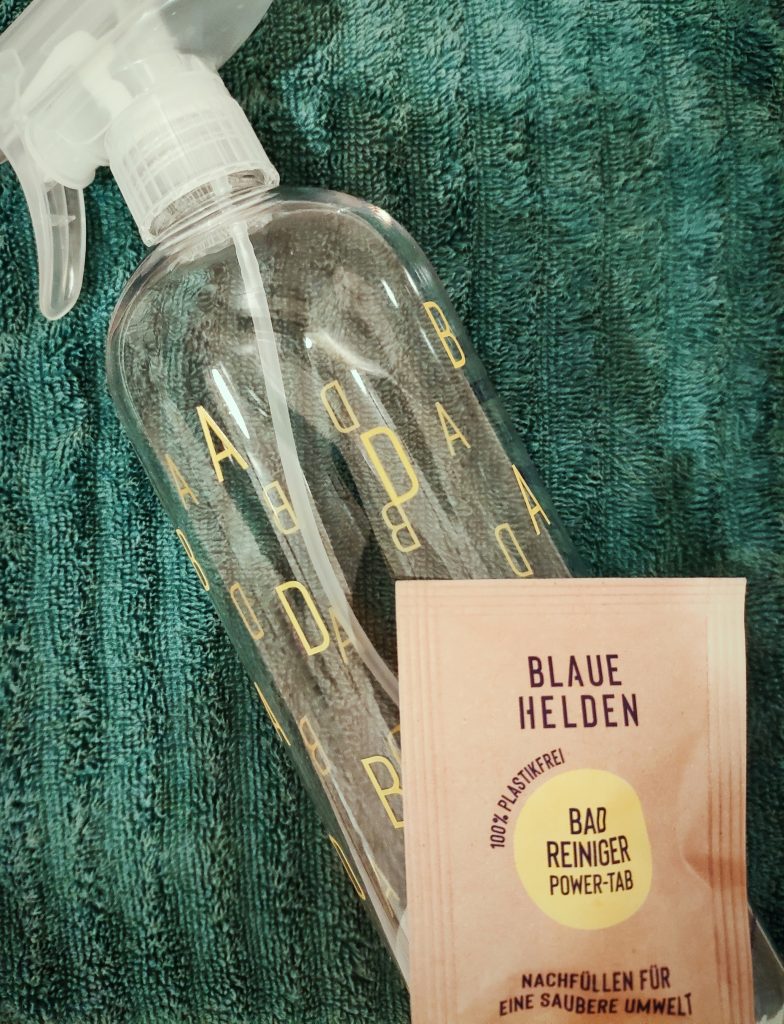 B
D
A
A
D
A
A
B
B
D
D
D
A
A
B
B
D
BLAUE
HELDEN
100% PLASTIKFREI
BAD
REINIGER
POWER-TAB
NACHFÜLLEN FÜR
EINE SAUBERE UMWELT